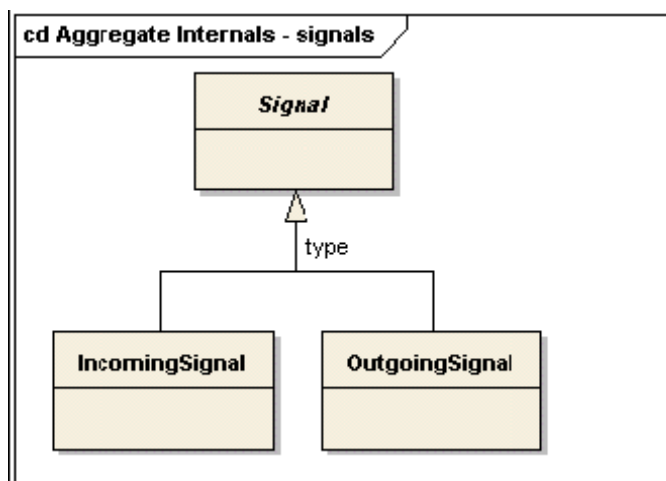 cd Aggregate Internals - signals
Signal
type
IncomingSignal
OutgoingSignal